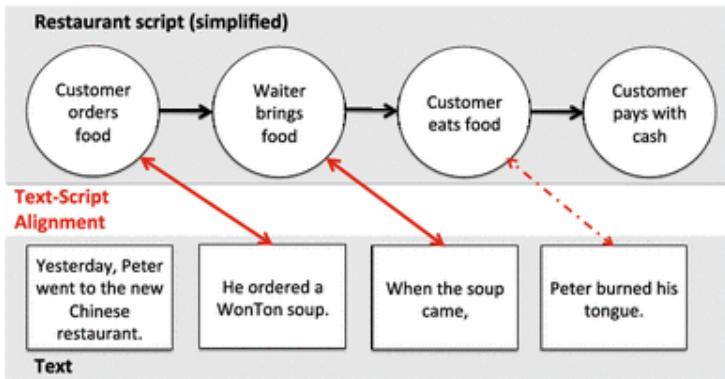 Restaurant script (simplified)
Customer
orders
food
Waiter
brings
food
Customer
eats food
Customer
pays with
cash
Text-Script
Alignment
Yesterday, Peter
went to the new
Chinese
restaurant.
He ordered a
WonTon soup.
When the soup
came,
Peter burned his
tongue.
Text